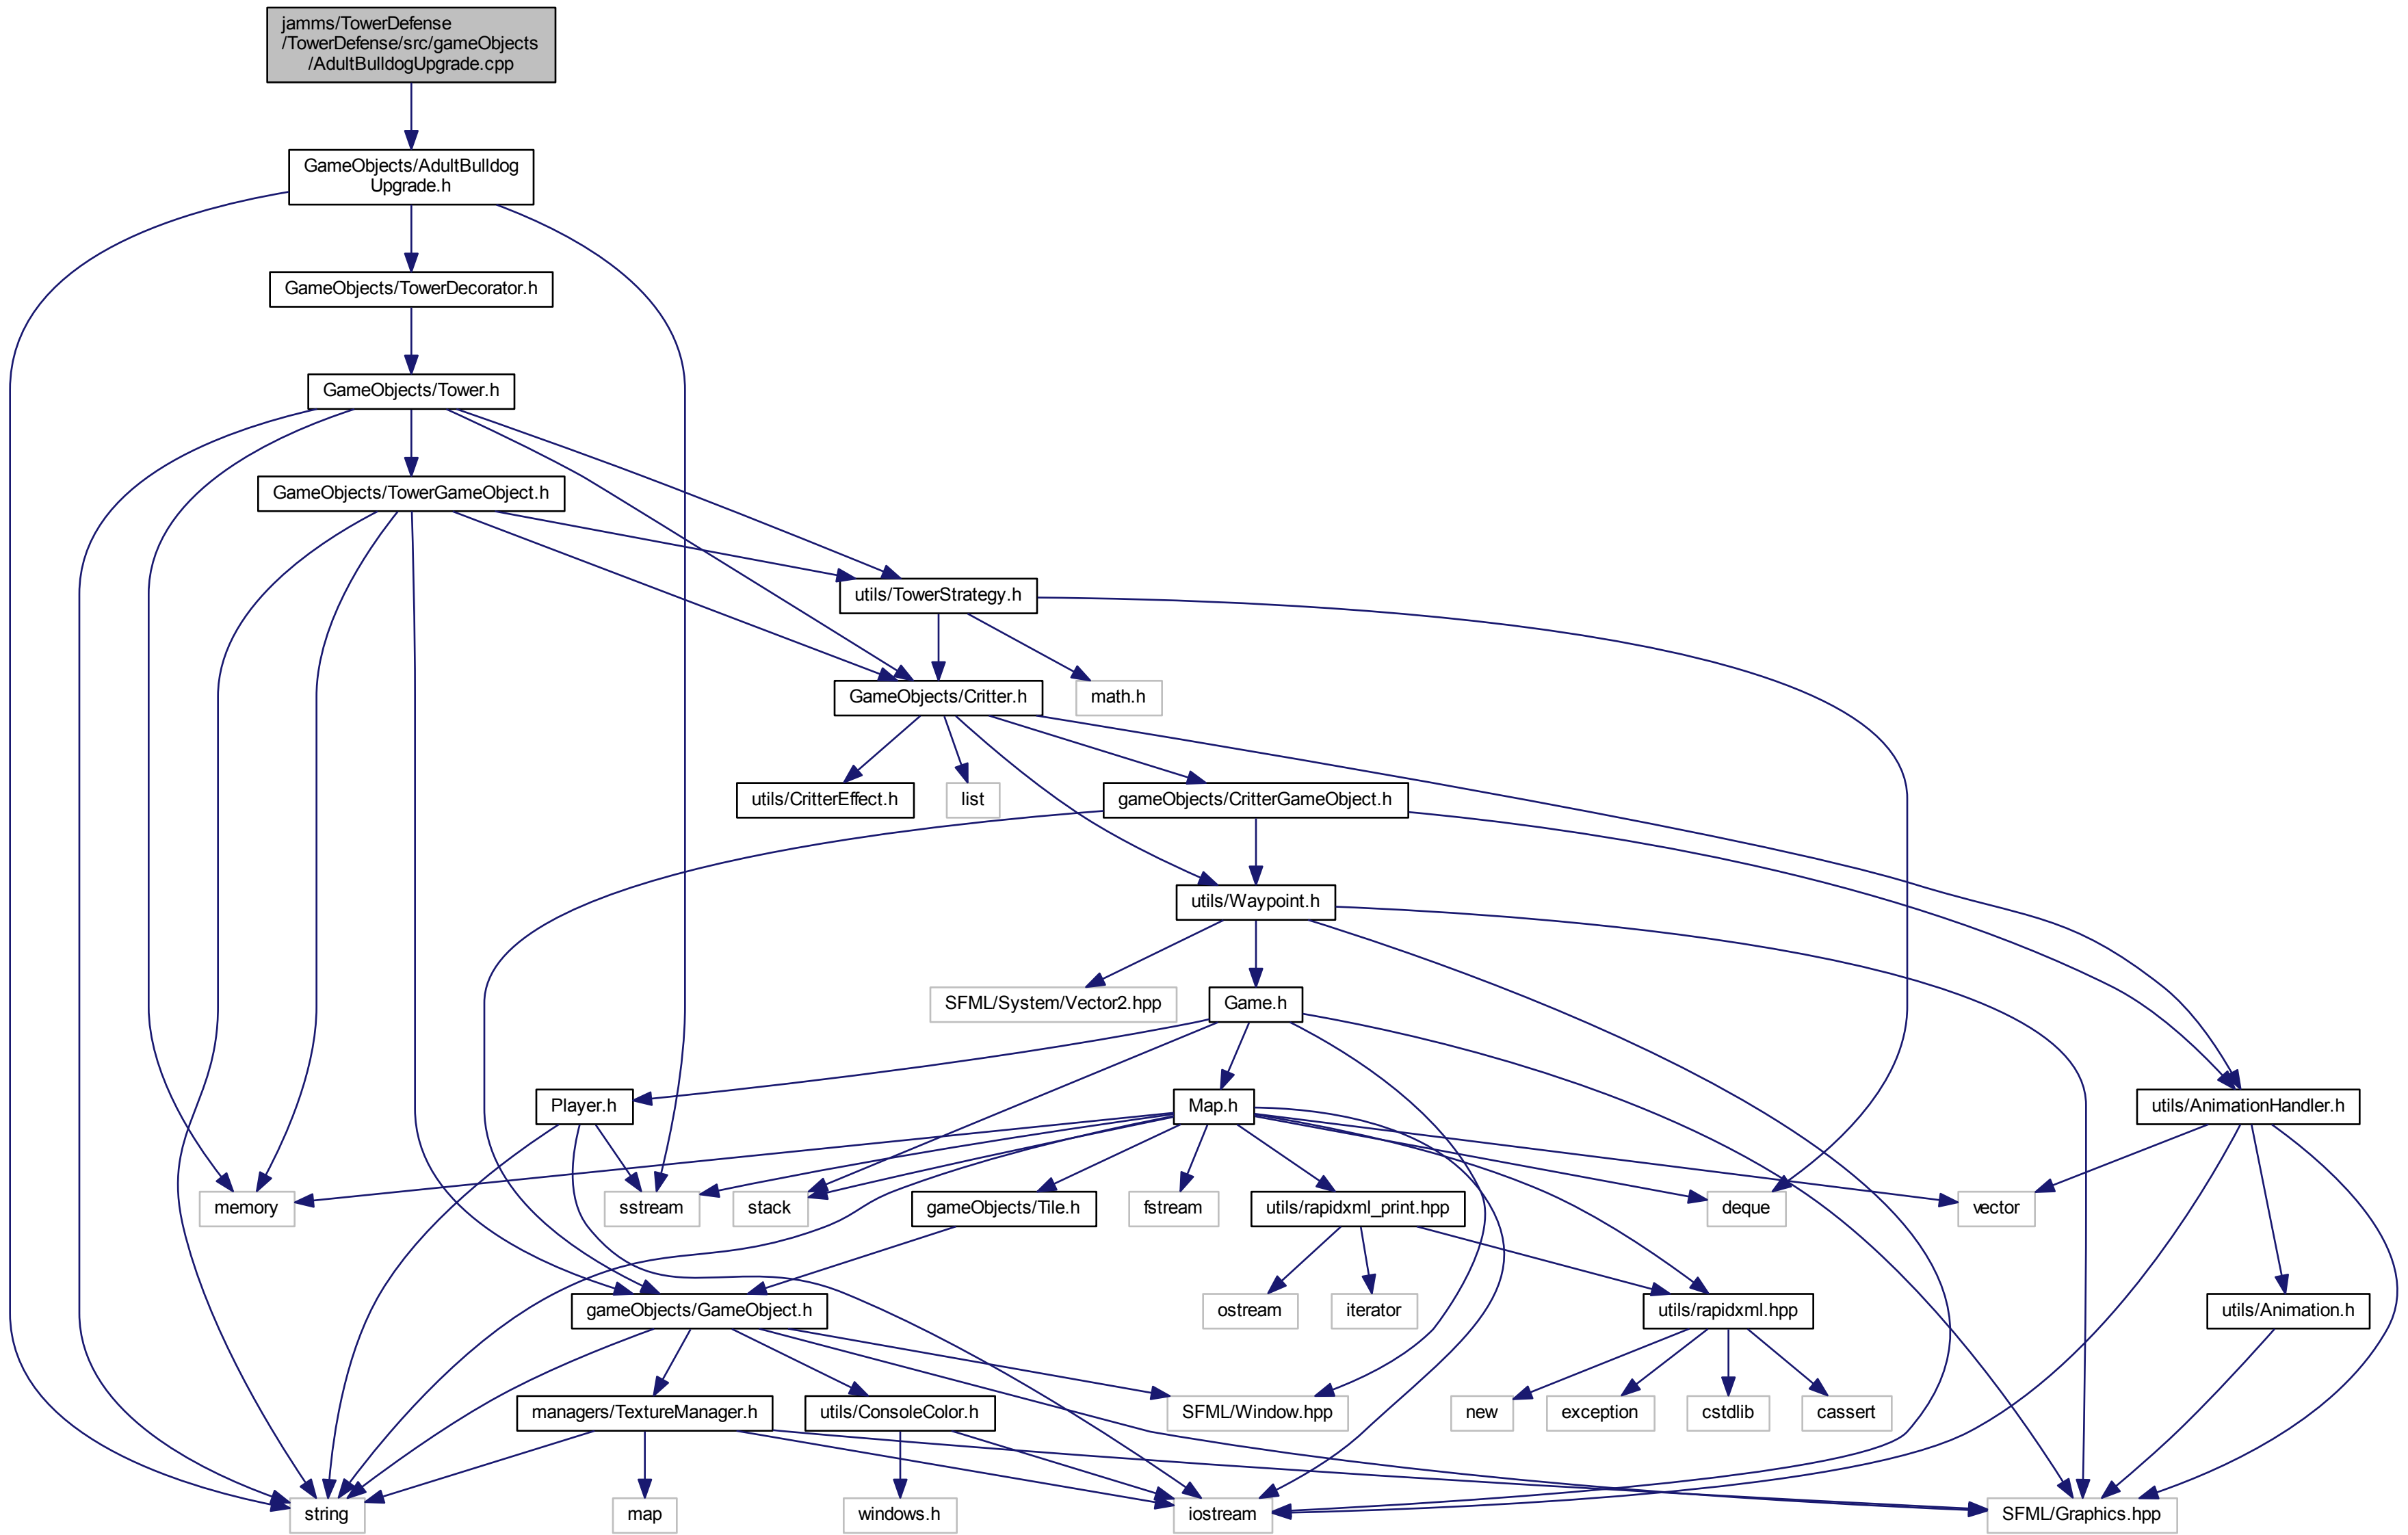 jamms/TowerDefense
/TowerDefense/src/gameObjects
/AdultBulldogUpgrade.cpp
GameObjects/AdultBulldog
Upgrade.h
GameObjects/TowerDecorator.h
GameObjects/Tower.h
GameObjects/TowerGameObject.h
utils/TowerStrategy.h
GameObjects/Critter.h
math.h
utils/CritterEffect.h
list
gameObjects/CritterGameObject.h
utils/Waypoint.h
SFML/System/Vector2.hpp
Game.h
Player.h
Map.h
utils/AnimationHandler.h
memory
sstream
stack
gameObjects/Tile.h
fstream
utils/rapidxml_print.hpp
deque
vector
gameObjects/GameObject.h
ostream
iterator
utils/rapidxml.hpp
utils/Animation.h
managers/TextureManager.h
utils/ConsoleColor.h
SFML/Window.hpp
new
exception
cstdlib
cassert
string
map
windows.h
iostream
SFML/Graphics.hpp